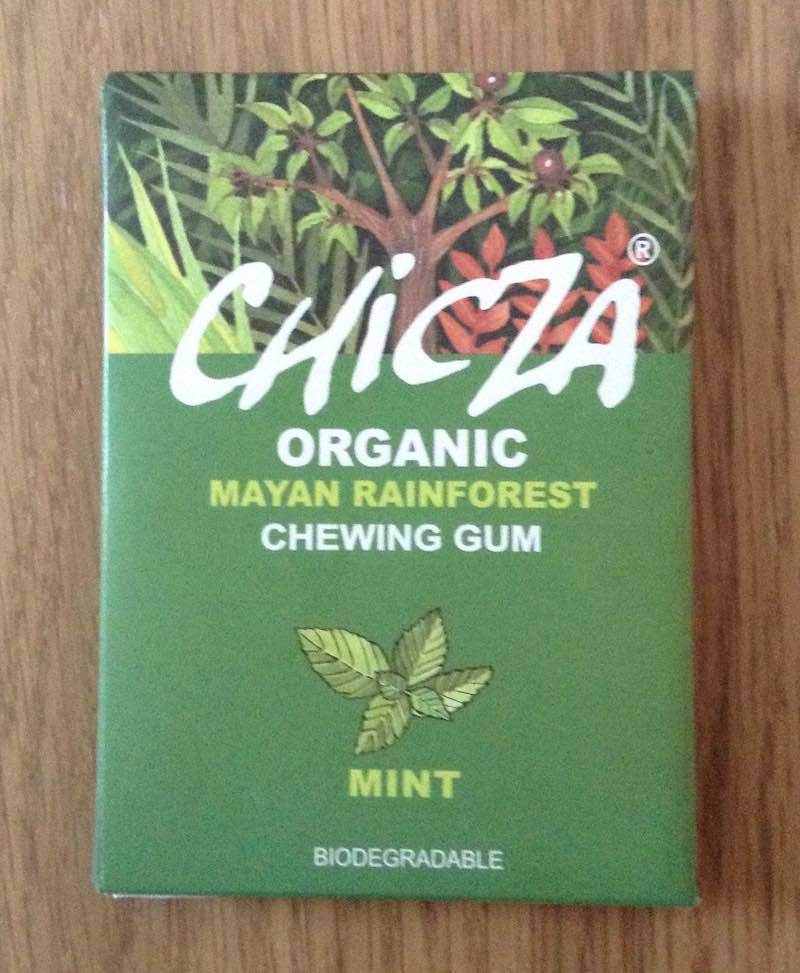 CHiCZA®
ORGANIC
MAYAN RAINFOREST
CHEWING GUM
MINT
BIODEGRADABLE